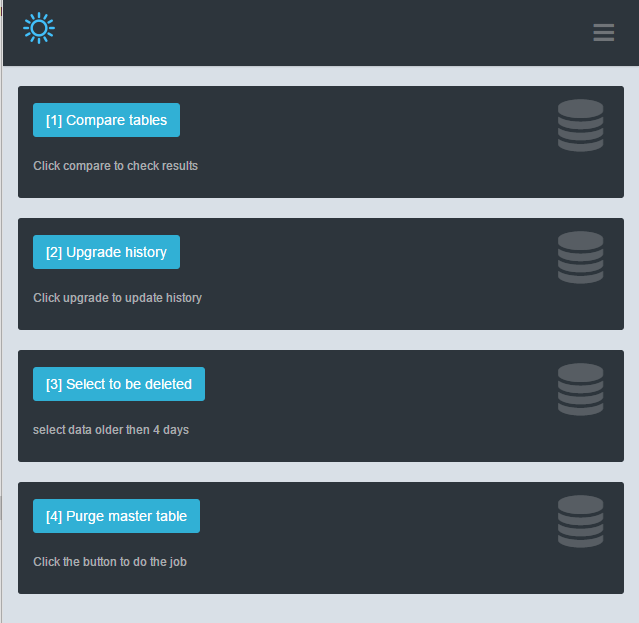 [1] Compare tables
Click compare to check results
[2] Upgrade history
Click upgrade to update history
[3] Select to be deleted
select data older then 4 days
[4] Purge master table
Click the button to do the job